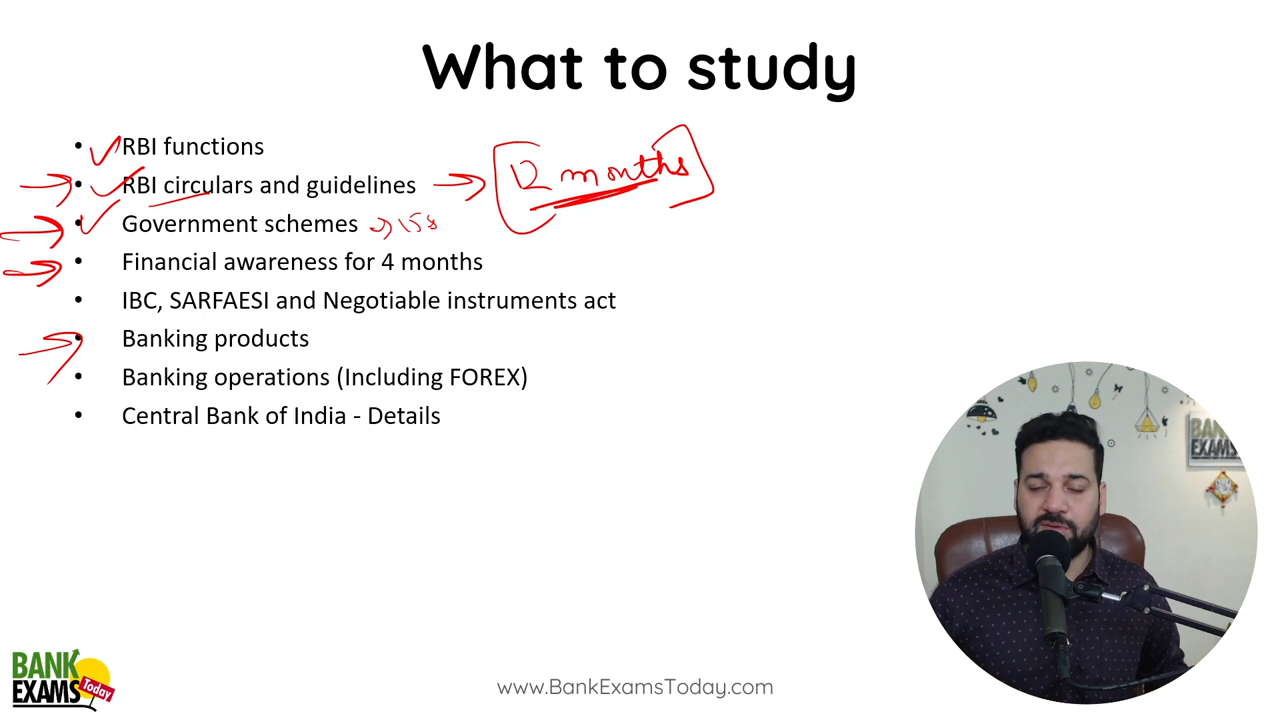 What to study
• RBI functions
• RBI circulars and guidelines
12 months
• Government schemes
• Financial awareness for 4 months
• IBC, SARFAESI and Negotiable instruments act
• Banking products
• Banking operations (Including FOREX)
• Central Bank of India - Details
BANK
EXAMS
BANK
EXAMS
Today
www.BankExamsToday.com